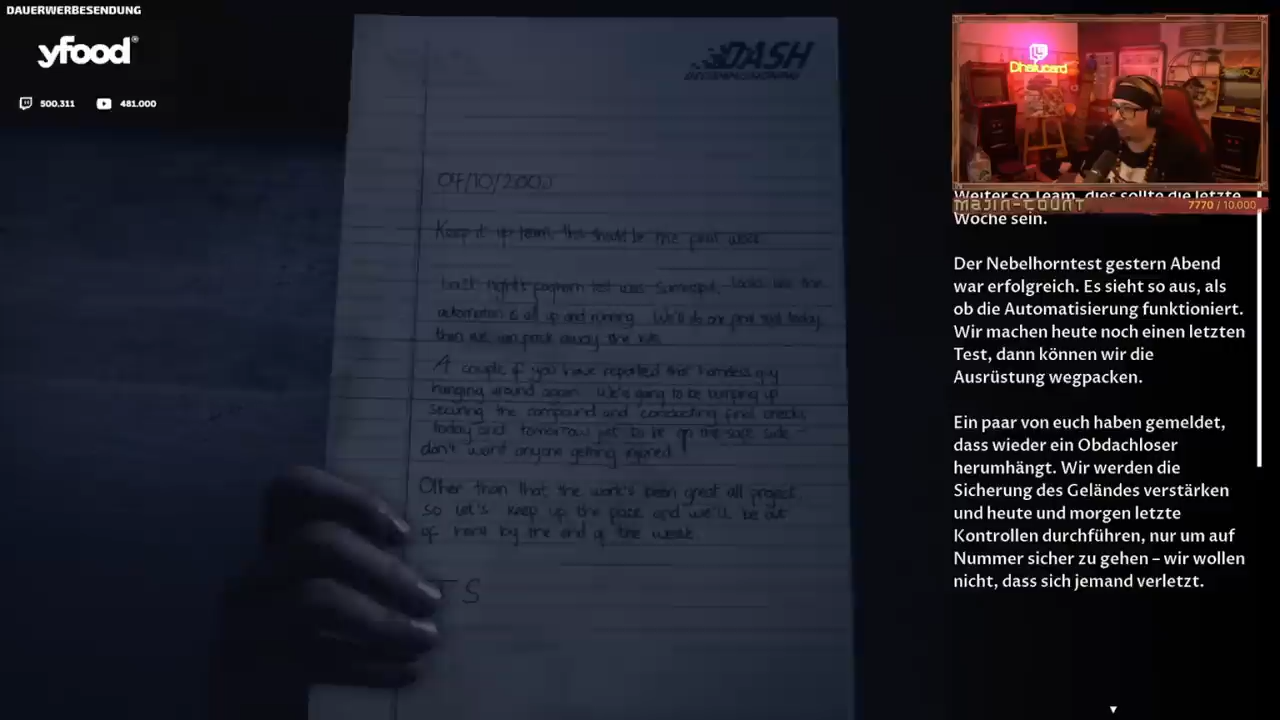 DAUERWERBESENDUNG
yfood
500.311
481.000
DASH
Keep it up team, this should be the final week
Last night's foghorn test was successful, looks like the
automation is all up and running. We'll do one final test today
then we can pack away the kit.
A couple of you have reported that homeless guy
hanging around again. We're going to be bumping up
securing the compound and conducting final checks
today and tomorrow just to be on the safe side -
don't want anyone getting injured
Other than that the work's been great all project
so let's keep up the pace and we'll be out
of here by the end of the week.
TS
Dhalucard
MAJIN-COUNT
7770 / 10.000
Weiter so Team, dies sollte die letzte
Woche sein.
Der Nebelhorntest gestern Abend
war erfolgreich. Es sieht so aus, als
ob die Automatisierung funktioniert.
Wir machen heute noch einen letzten
Test, dann können wir die
Ausrüstung wegpacken.
Ein paar von euch haben gemeldet,
dass wieder ein Obdachloser
herumhängt. Wir werden die
Sicherung des Geländes verstärken
und heute und morgen letzte
Kontrollen durchführen, nur um auf
Nummer sicher zu gehen – wir wollen
nicht, dass sich jemand verletzt.